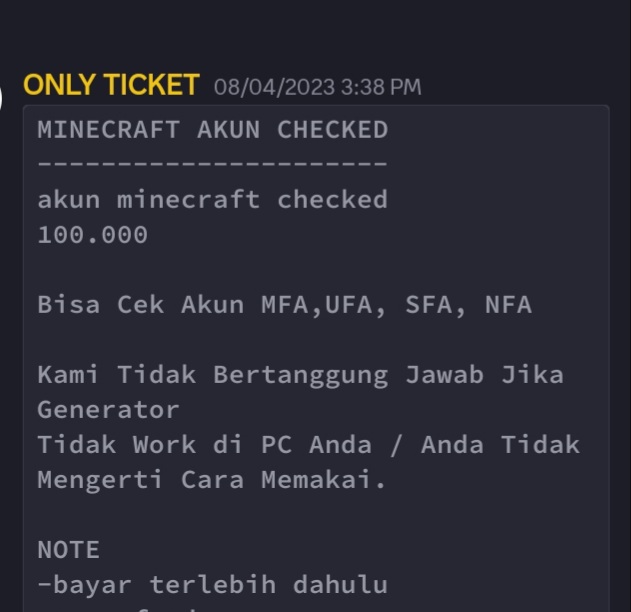 ONLY TICKET 08/04/2023 3:38 PM
MINECRAFT AKUN CHECKED
----------------------
akun minecraft checked
100.000
Bisa Cek Akun MFA,UFA, SFA, NFA
Kami Tidak Bertanggung Jawab Jika
Generator
Tidak Work di PC Anda / Anda Tidak
Mengerti Cara Memakai.
NOTE
-bayar terlebih dahulu